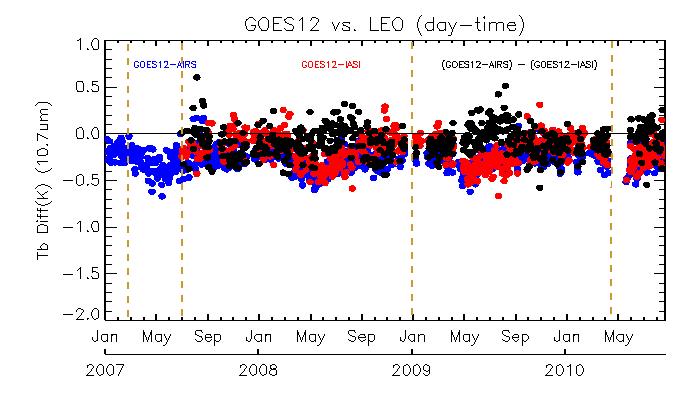 GOES12 vs. LEO (day-time)
GOES12-AIRS GOES12-IASI (GOES12-AIRS) - (GOES12-IASI)
Tb Diff(K) (10.7um)
1.0
0.5
0.0
-0.5
-1.0
-1.5
-2.0
Jan May Sep Jan May Sep Jan May Sep Jan May
2007 2008 2009 2010